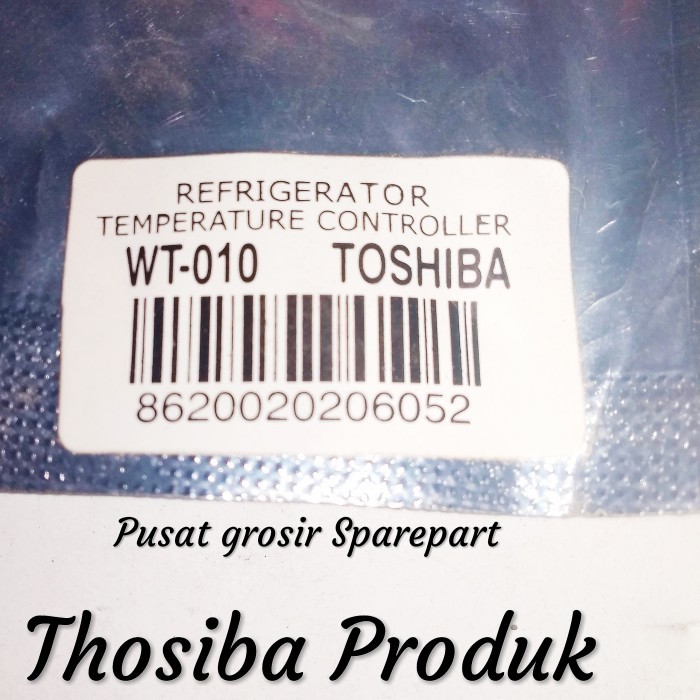 REFRIGERATOR
TEMPERATURE CONTROLLER
WT-010 TOSHIBA
8620020206052
Pusat grosir Sparepart
Thosiba Produk